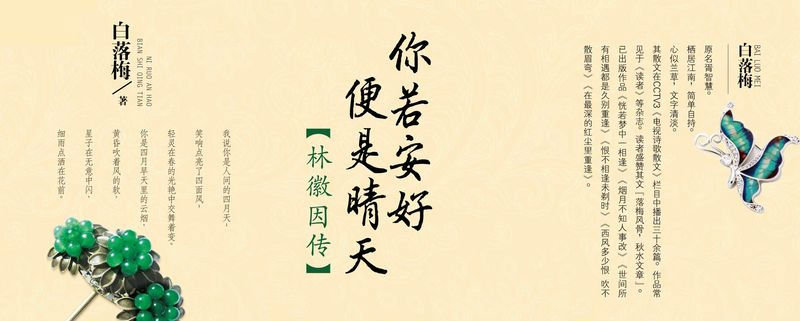 白落梅
BAI LUO MEI
原名胥智慧。
栖居江南，简单自持。
心似兰草，文字清淡。
其散文在CCTV3《电视诗歌散文》栏目中播出三十余篇。作品常
见于《读者》等杂志。读者盛赞其文「落梅风骨，秋水文章」。
已出版作品《恍若梦中一相逢》《烟月不知人事改》《世间所
有相遇都是久别重逢》《恨不相逢未剃时》《西风多少恨 吹不
散眉弯》《在最深的红尘里重逢》。
你若安好
便是晴天
【林徽因传】
我说你是人间的四月天，
笑响点亮了四面风，
轻灵在春的光艳中交舞着变。
你是四月早天里的云烟，
黄昏吹着风的软，
星子在无意中闪，
细雨点洒在花前。
NI RUO AN HAO
BIAN SHI QING TIAN
白落梅/著